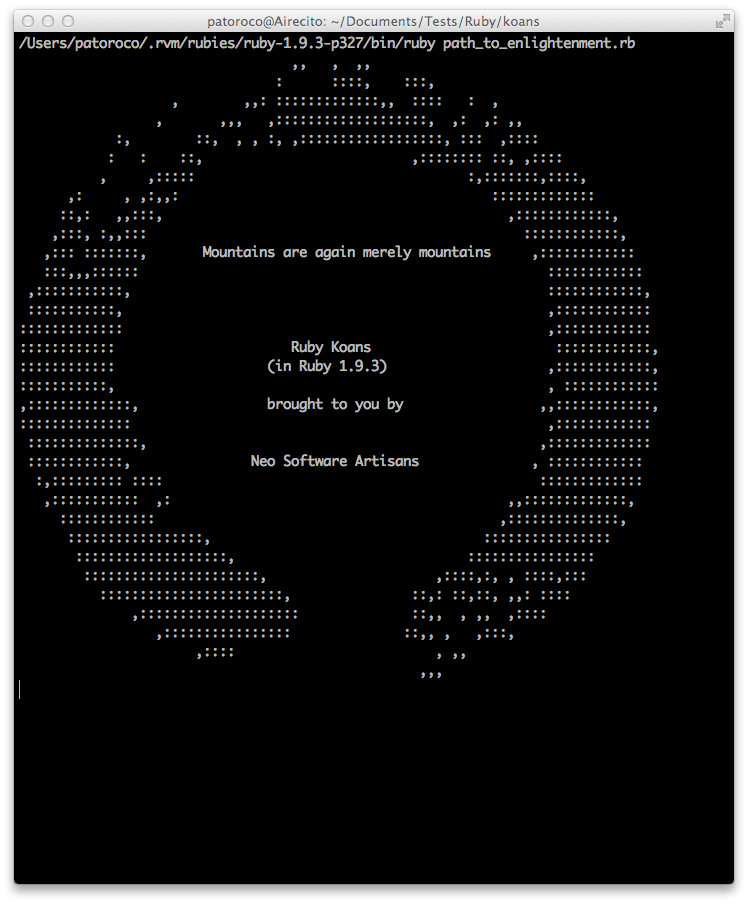 patoroco@Airecito: ~/Documents/Tests/Ruby/koans
/Users/patoroco/.rvm/rubies/ruby-1.9.3-p327/bin/ruby path_to_enlightenment.rb
Mountains are again merely mountains
Ruby Koans
(in Ruby 1.9.3)
brought to you by
Neo Software Artisans